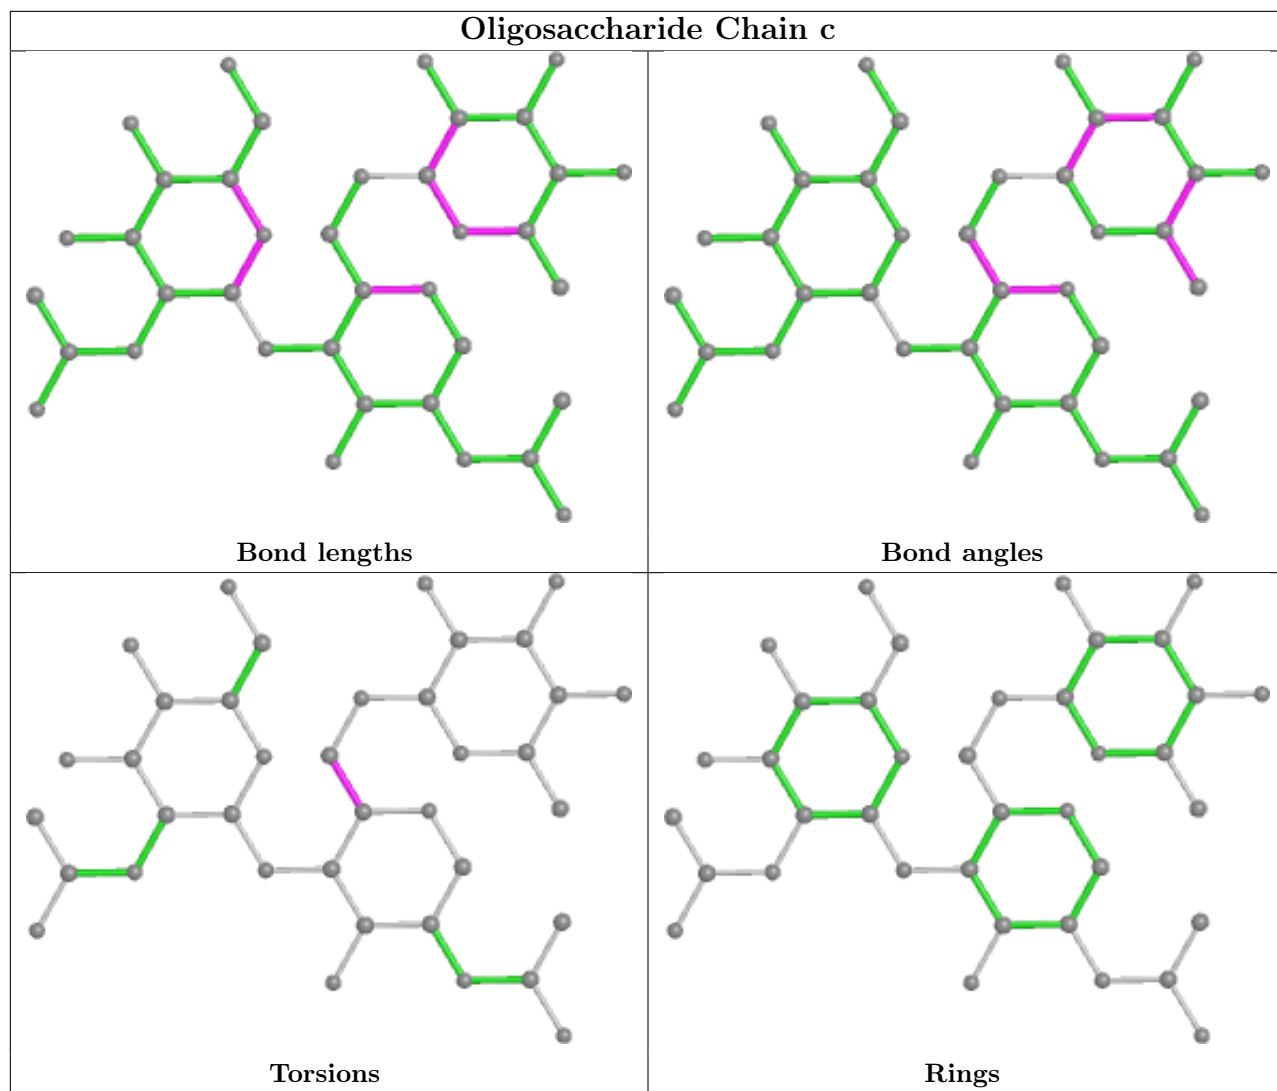 Oligosaccharide Chain c
Bond lengths
Bond angles
Torsions
Rings